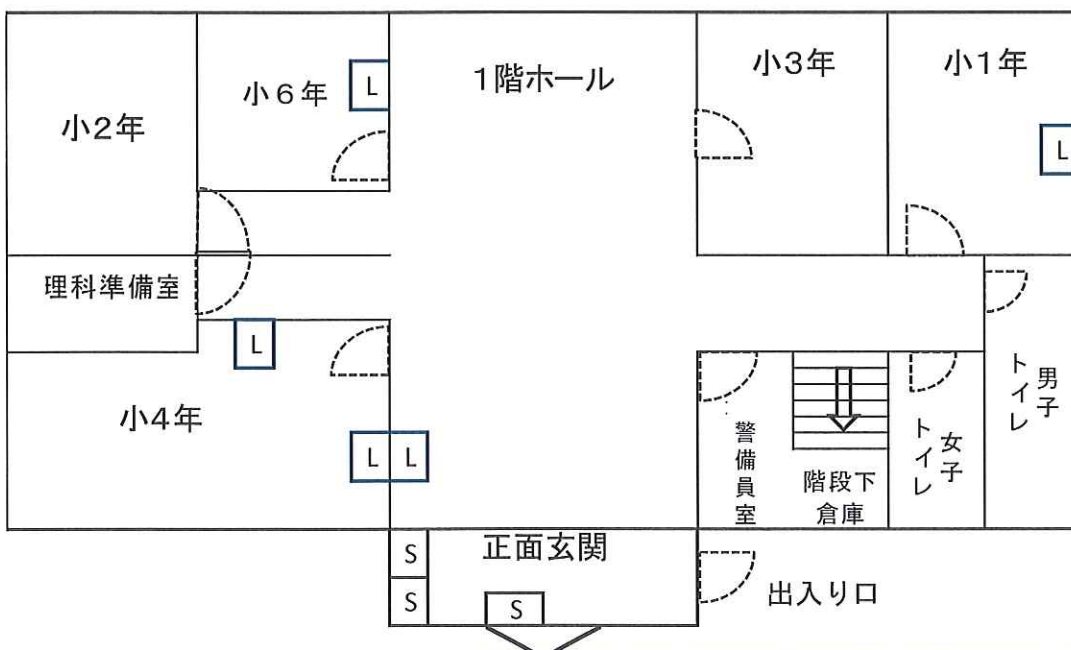 小2年
小６年
L
1階ホール
小3年
小1年
L
理科準備室
L
小4年
L
L
警備員室
階段下
倉庫
女子
トイレ
男子
トイレ
S
S
正面玄関
S
出入り口